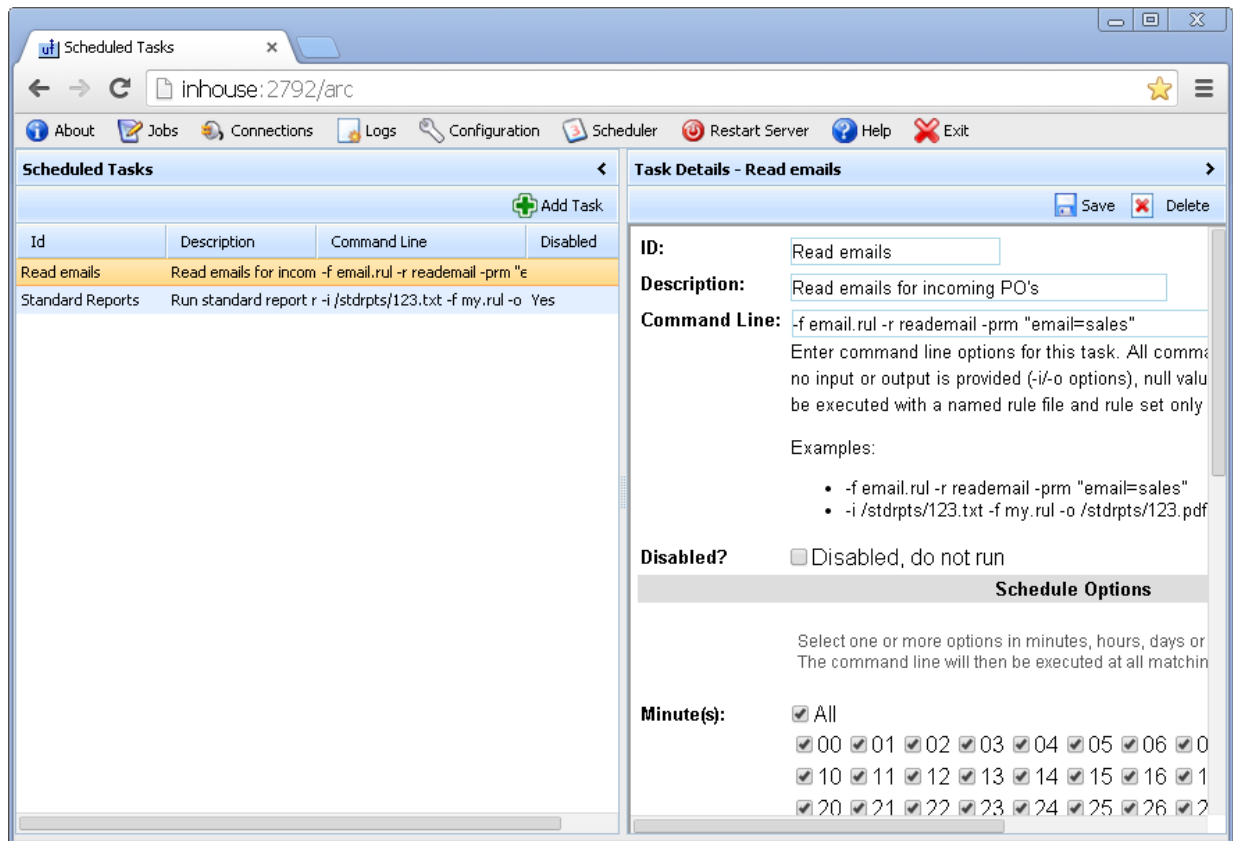 Scheduled Tasks
inhouse:2792/arc
About Jobs Connections Logs Configuration Scheduler Restart Server Help Exit
Scheduled Tasks
Add Task
Id Description Command Line Disabled
Read emails Read emails for incom -f email.rul -r reademail -prm "e
Standard Reports Run standard report r -i /stdrpts/123.txt -f my.rul -o Yes
Task Details - Read emails
Save Delete
ID: Read emails
Description: Read emails for incoming PO's
Command Line: -f email.rul -r reademail -prm "email=sales"
Enter command line options for this task. All comma
no input or output is provided (-i/-o options), null valu
be executed with a named rule file and rule set only
Examples:
• -f email.rul -r reademail -prm "email=sales"
• -i /stdrpts/123.txt -f my.rul -o /stdrpts/123.pdf
Disabled? Disabled, do not run
Schedule Options
Select one or more options in minutes, hours, days or
The command line will then be executed at all matchin
Minute(s): All
00 01 02 03 04 05 06 0
10 11 12 13 14 15 16 1
20 21 22 23 24 25 26 2